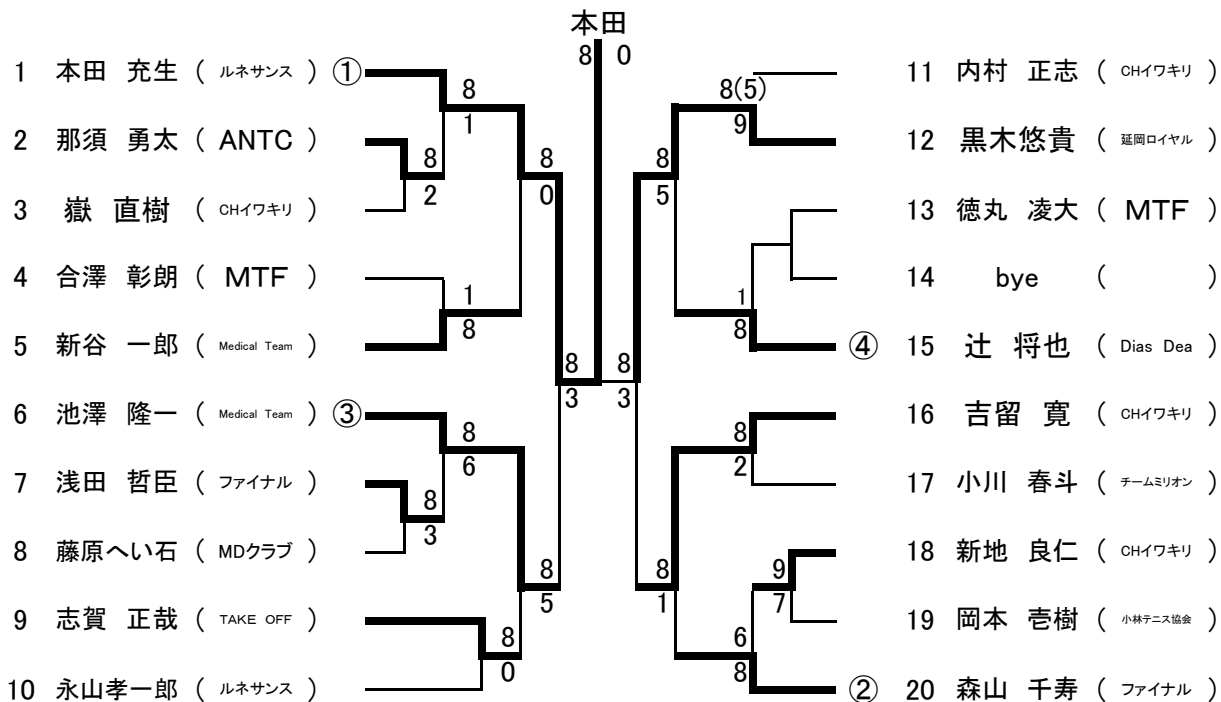 本田
8 0
1 本田 充生 ( ルネサンス ) ①
8
1
2 那須 勇太 ( ANTC )
8
2
3 嶽 直樹 ( CHイワキリ )
8
0
4 合澤 彰朗 ( MTF )
1
8
5 新谷 一郎 ( Medical Team )
8
3
6 池澤 隆一 ( Medical Team ) ③
8
6
7 浅田 哲臣 ( ファイナル )
8
3
8 藤原へい石 ( MDクラブ )
8
5
9 志賀 正哉 ( TAKE OFF )
8
0
10 永山孝一郎 ( ルネサンス )
11 内村 正志 ( CHイワキリ )
8(5)
9
12 黒木悠貴 ( 延岡ロイヤル )
8
5
13 徳丸 凌大 ( MTF )
14 bye ( )
1
8
④ 15 辻 将也 ( Dias Dea )
8
3
16 吉留 寛 ( CHイワキリ )
8
2
17 小川 春斗 ( チームミリオン )
18 新地 良仁 ( CHイワキリ )
9
7
8
1
19 岡本 壱樹 ( 小林テニス協会 )
6
8
② 20 森山 千寿 ( ファイナル )